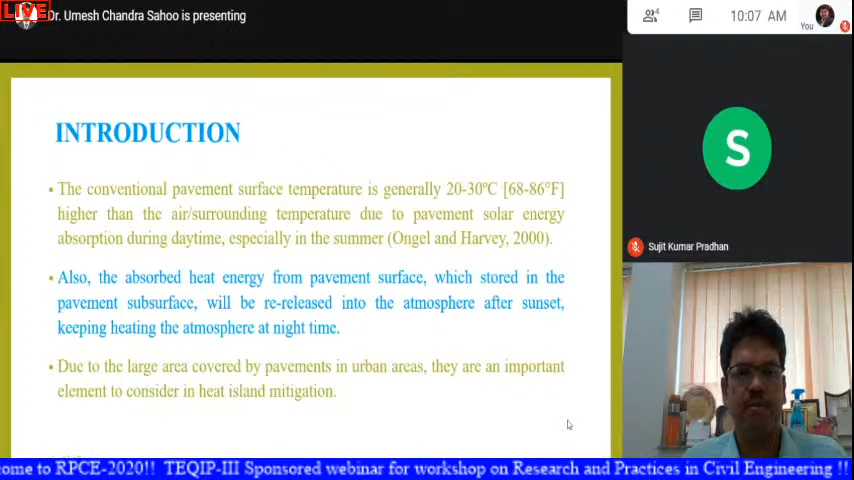 LIVE
Dr. Umesh Chandra Sahoo is presenting
4
10:07 AM
You
INTRODUCTION
• The conventional pavement surface temperature is generally 20-30ºC [68-86°F]
higher than the air/surrounding temperature due to pavement solar energy
absorption during daytime, especially in the summer (Ongel and Harvey, 2000).
• Also, the absorbed heat energy from pavement surface, which stored in the
pavement subsurface, will be re-released into the atmosphere after sunset,
keeping heating the atmosphere at night time.
• Due to the large area covered by pavements in urban areas, they are an important
element to consider in heat island mitigation.
S
Sujit Kumar Pradhan
ome to RPCE-2020!! TEQIP-III Sponsored webinar for workshop on Research and Practices in Civil Engineering !!